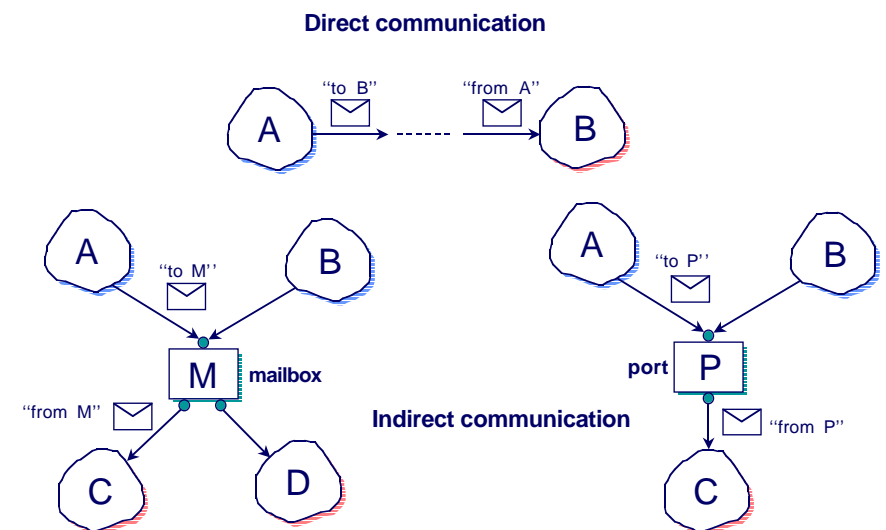 Direct communication
‘‘to B’’
‘‘from A’’
A
B
A
‘‘to M’’
B
M
mailbox
‘‘from M’’
C
D
Indirect communication
A
‘‘to P’’
B
port
P
‘‘from P’’
C